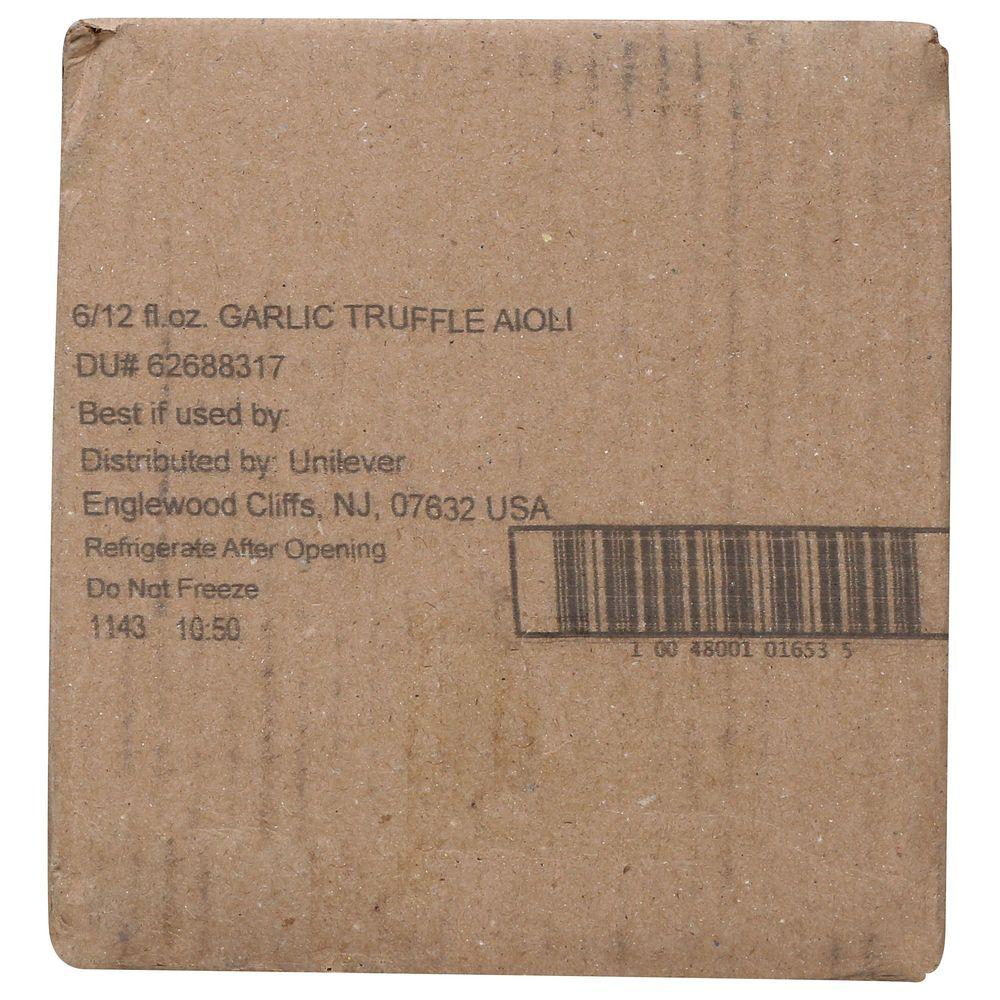 6/12 fl.oz. GARLIC TRUFFLE AIOLI
DU# 62688317
Best if used by:
Distributed by: Unilever
Englewood Cliffs, NJ, 07632 USA
Refrigerate After Opening
Do Not Freeze
1143 10:50
1 00 48001 01653 5